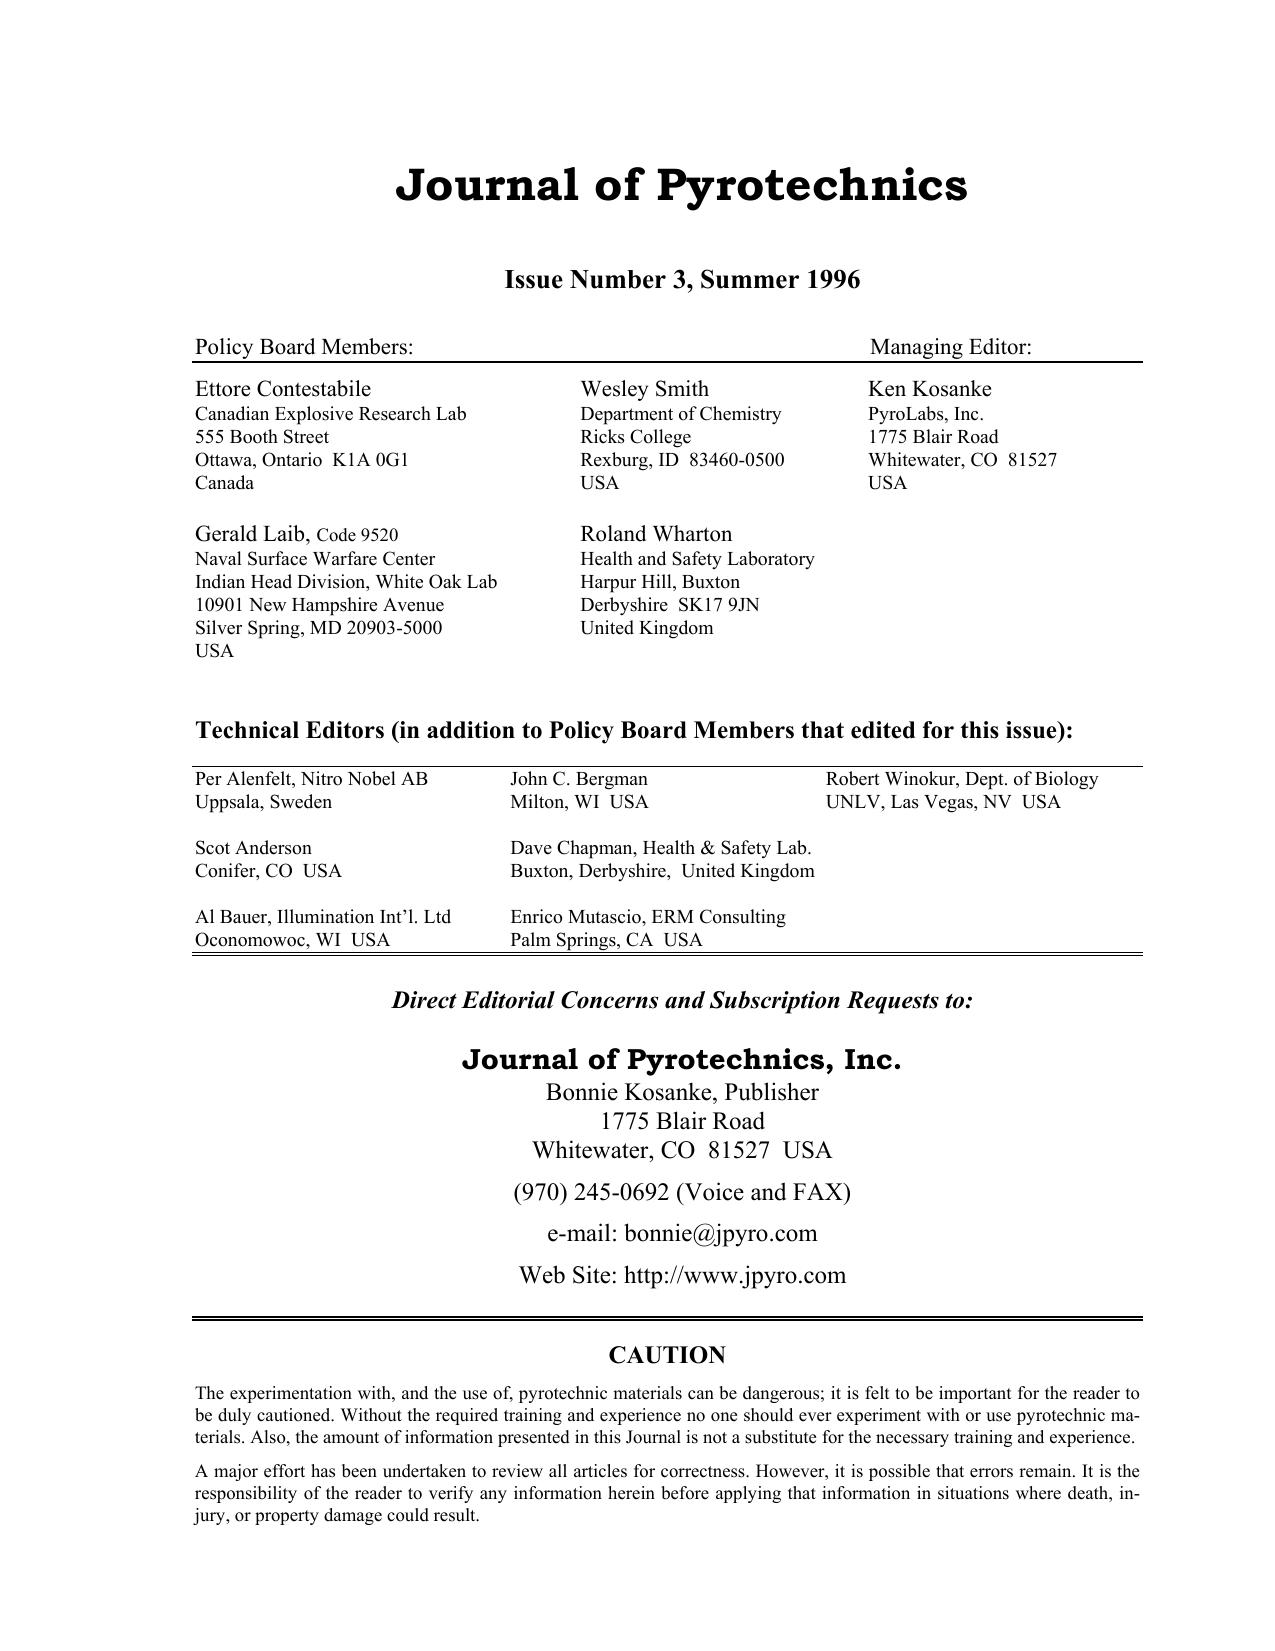 Journal of Pyrotechnics
Issue Number 3, Summer 1996
Policy Board Members:
Managing Editor:
Ettore Contestabile
Canadian Explosive Research Lab
555 Booth Street
Ottawa, Ontario  K1A 0G1
Canada
Wesley Smith
Department of Chemistry
Ricks College
Rexburg, ID  83460-0500
USA
Ken Kosanke
PyroLabs, Inc.
1775 Blair Road
Whitewater, CO  81527
USA
Gerald Laib, Code 9520
Naval Surface Warfare Center
Indian Head Division, White Oak Lab
10901 New Hampshire Avenue
Silver Spring, MD 20903-5000
USA
Roland Wharton
Health and Safety Laboratory
Harpur Hill, Buxton
Derbyshire  SK17 9JN
United Kingdom
Technical Editors (in addition to Policy Board Members that edited for this issue):
Per Alenfelt, Nitro Nobel AB
Uppsala, Sweden
John C. Bergman
Milton, WI  USA
Robert Winokur, Dept. of Biology
UNLV, Las Vegas, NV  USA
Scot Anderson
Conifer, CO  USA
Dave Chapman, Health & Safety Lab.
Buxton, Derbyshire,  United Kingdom
Al Bauer, Illumination Int’l. Ltd
Oconomowoc, WI  USA
Enrico Mutascio, ERM Consulting
Palm Springs, CA  USA
Direct Editorial Concerns and Subscription Requests to:
Journal of Pyrotechnics, Inc.
Bonnie Kosanke, Publisher
1775 Blair Road
Whitewater, CO  81527  USA
(970) 245-0692 (Voice and FAX)
e-mail: bonnie@jpyro.com
Web Site: http://www.jpyro.com
CAUTION
The experimentation with, and the use of, pyrotechnic materials can be dangerous; it is felt to be important for the reader to
be duly cautioned. Without the required training and experience no one should ever experiment with or use pyrotechnic ma-
terials. Also, the amount of information presented in this Journal is not a substitute for the necessary training and experience.
A major effort has been undertaken to review all articles for correctness. However, it is possible that errors remain. It is the
responsibility of the reader to verify any information herein before applying that information in situations where death, in-
jury, or property damage could result.